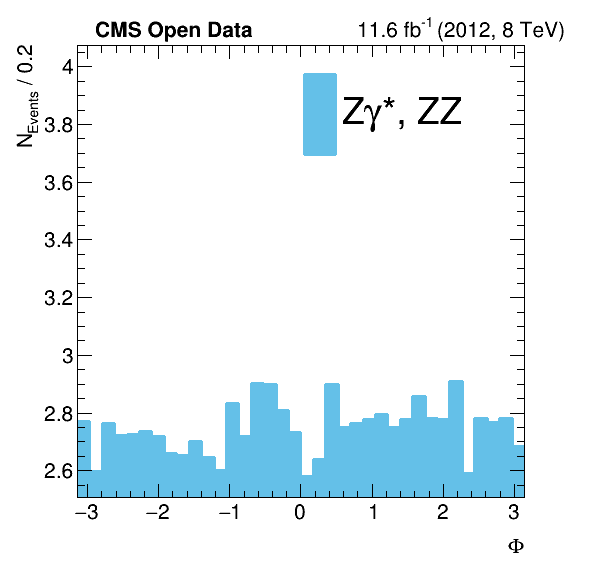 CMS Open Data 11.6 fb⁻¹ (2012, 8 TeV)
N_Events / 0.2
4
3.8
3.6
3.4
3.2
3
2.8
2.6
Zγ*, ZZ
−3 −2 −1 0 1 2 3
Φ